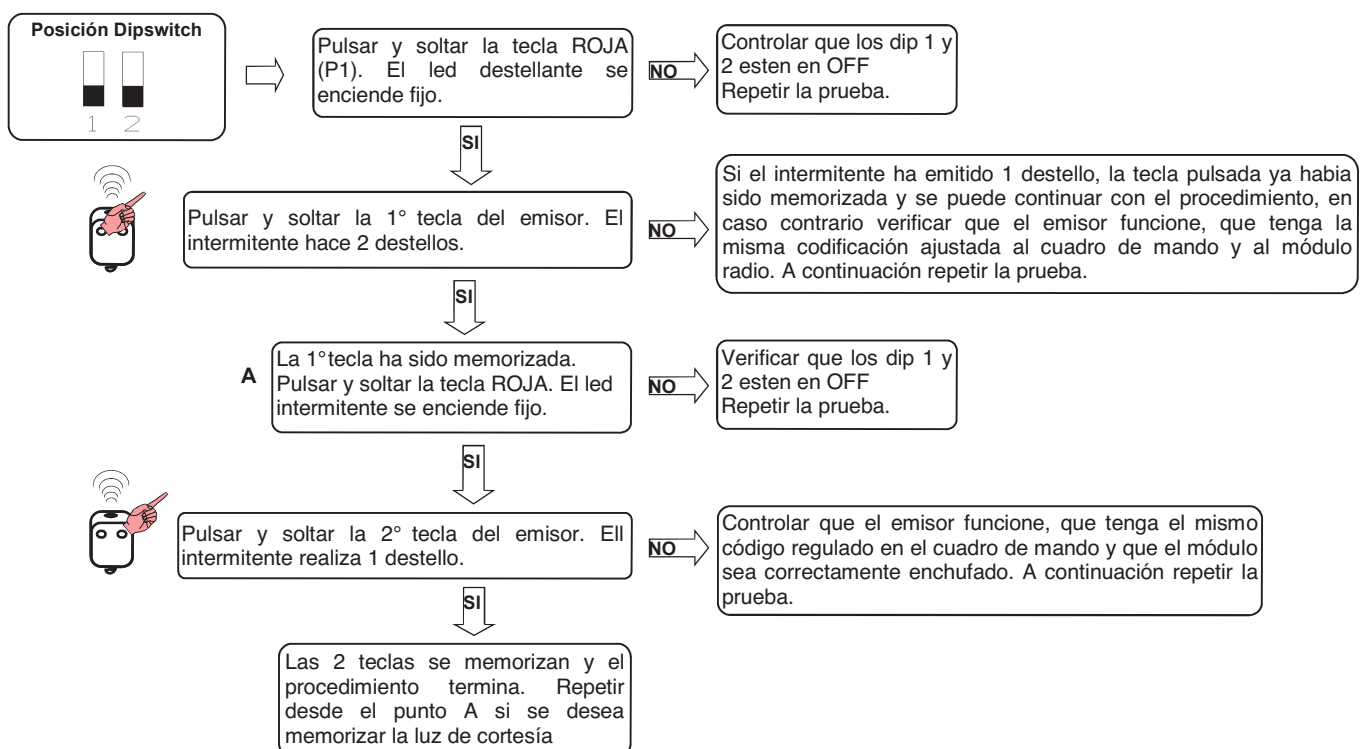 Posición Dipswitch
1 2
Pulsar y soltar la tecla ROJA
(P1). El led destellante se
enciende fijo.
NO
Controlar que los dip 1 y
2 esten en OFF
Repetir la prueba.
SI
Pulsar y soltar la 1° tecla del emisor. El
intermitente hace 2 destellos.
NO
Si el intermitente ha emitido 1 destello, la tecla pulsada ya habia
sido memorizada y se puede continuar con el procedimiento, en
caso contrario verificar que el emisor funcione, que tenga la
misma codificación ajustada al cuadro de mando y al módulo
radio. A continuación repetir la prueba.
SI
A
La 1°tecla ha sido memorizada.
Pulsar y soltar la tecla ROJA. El led
intermitente se enciende fijo.
NO
Verificar que los dip 1 y
2 esten en OFF
Repetir la prueba.
SI
Pulsar y soltar la 2° tecla del emisor. Ell
intermitente realiza 1 destello.
NO
Controlar que el emisor funcione, que tenga el mismo
código regulado en el cuadro de mando y que el módulo
sea correctamente enchufado. A continuación repetir la
prueba.
SI
Las 2 teclas se memorizan y el
procedimiento termina. Repetir
desde el punto A si se desea
memorizar la luz de cortesía